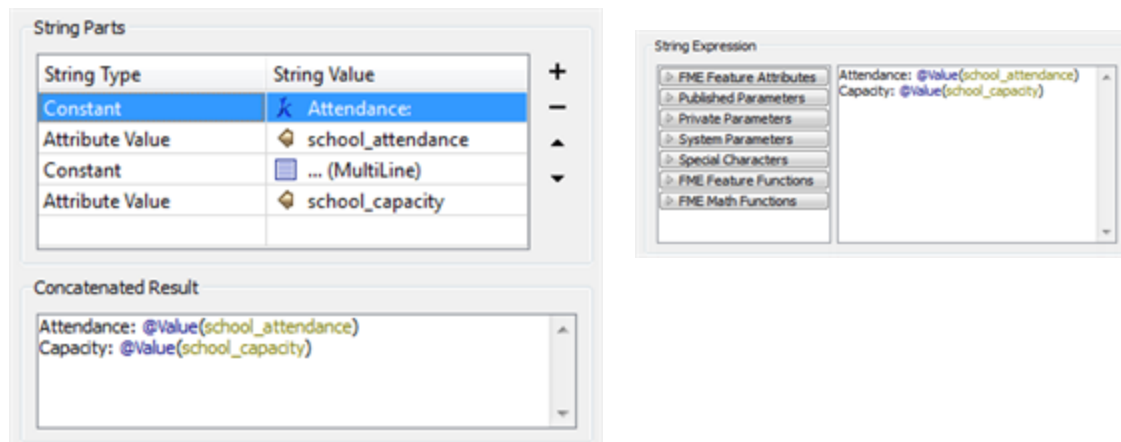 String Parts
String Type String Value
Constant Attendance:
Attribute Value school_attendance
Constant ... (MultiLine)
Attribute Value school_capacity
Concatenated Result
Attendance: @Value(school_attendance)
Capacity: @Value(school_capacity)
String Expression
FME Feature Attributes
Published Parameters
Private Parameters
System Parameters
Special Characters
FME Feature Functions
FME Math Functions
Attendance: @Value(school_attendance)
Capacity: @Value(school_capacity)